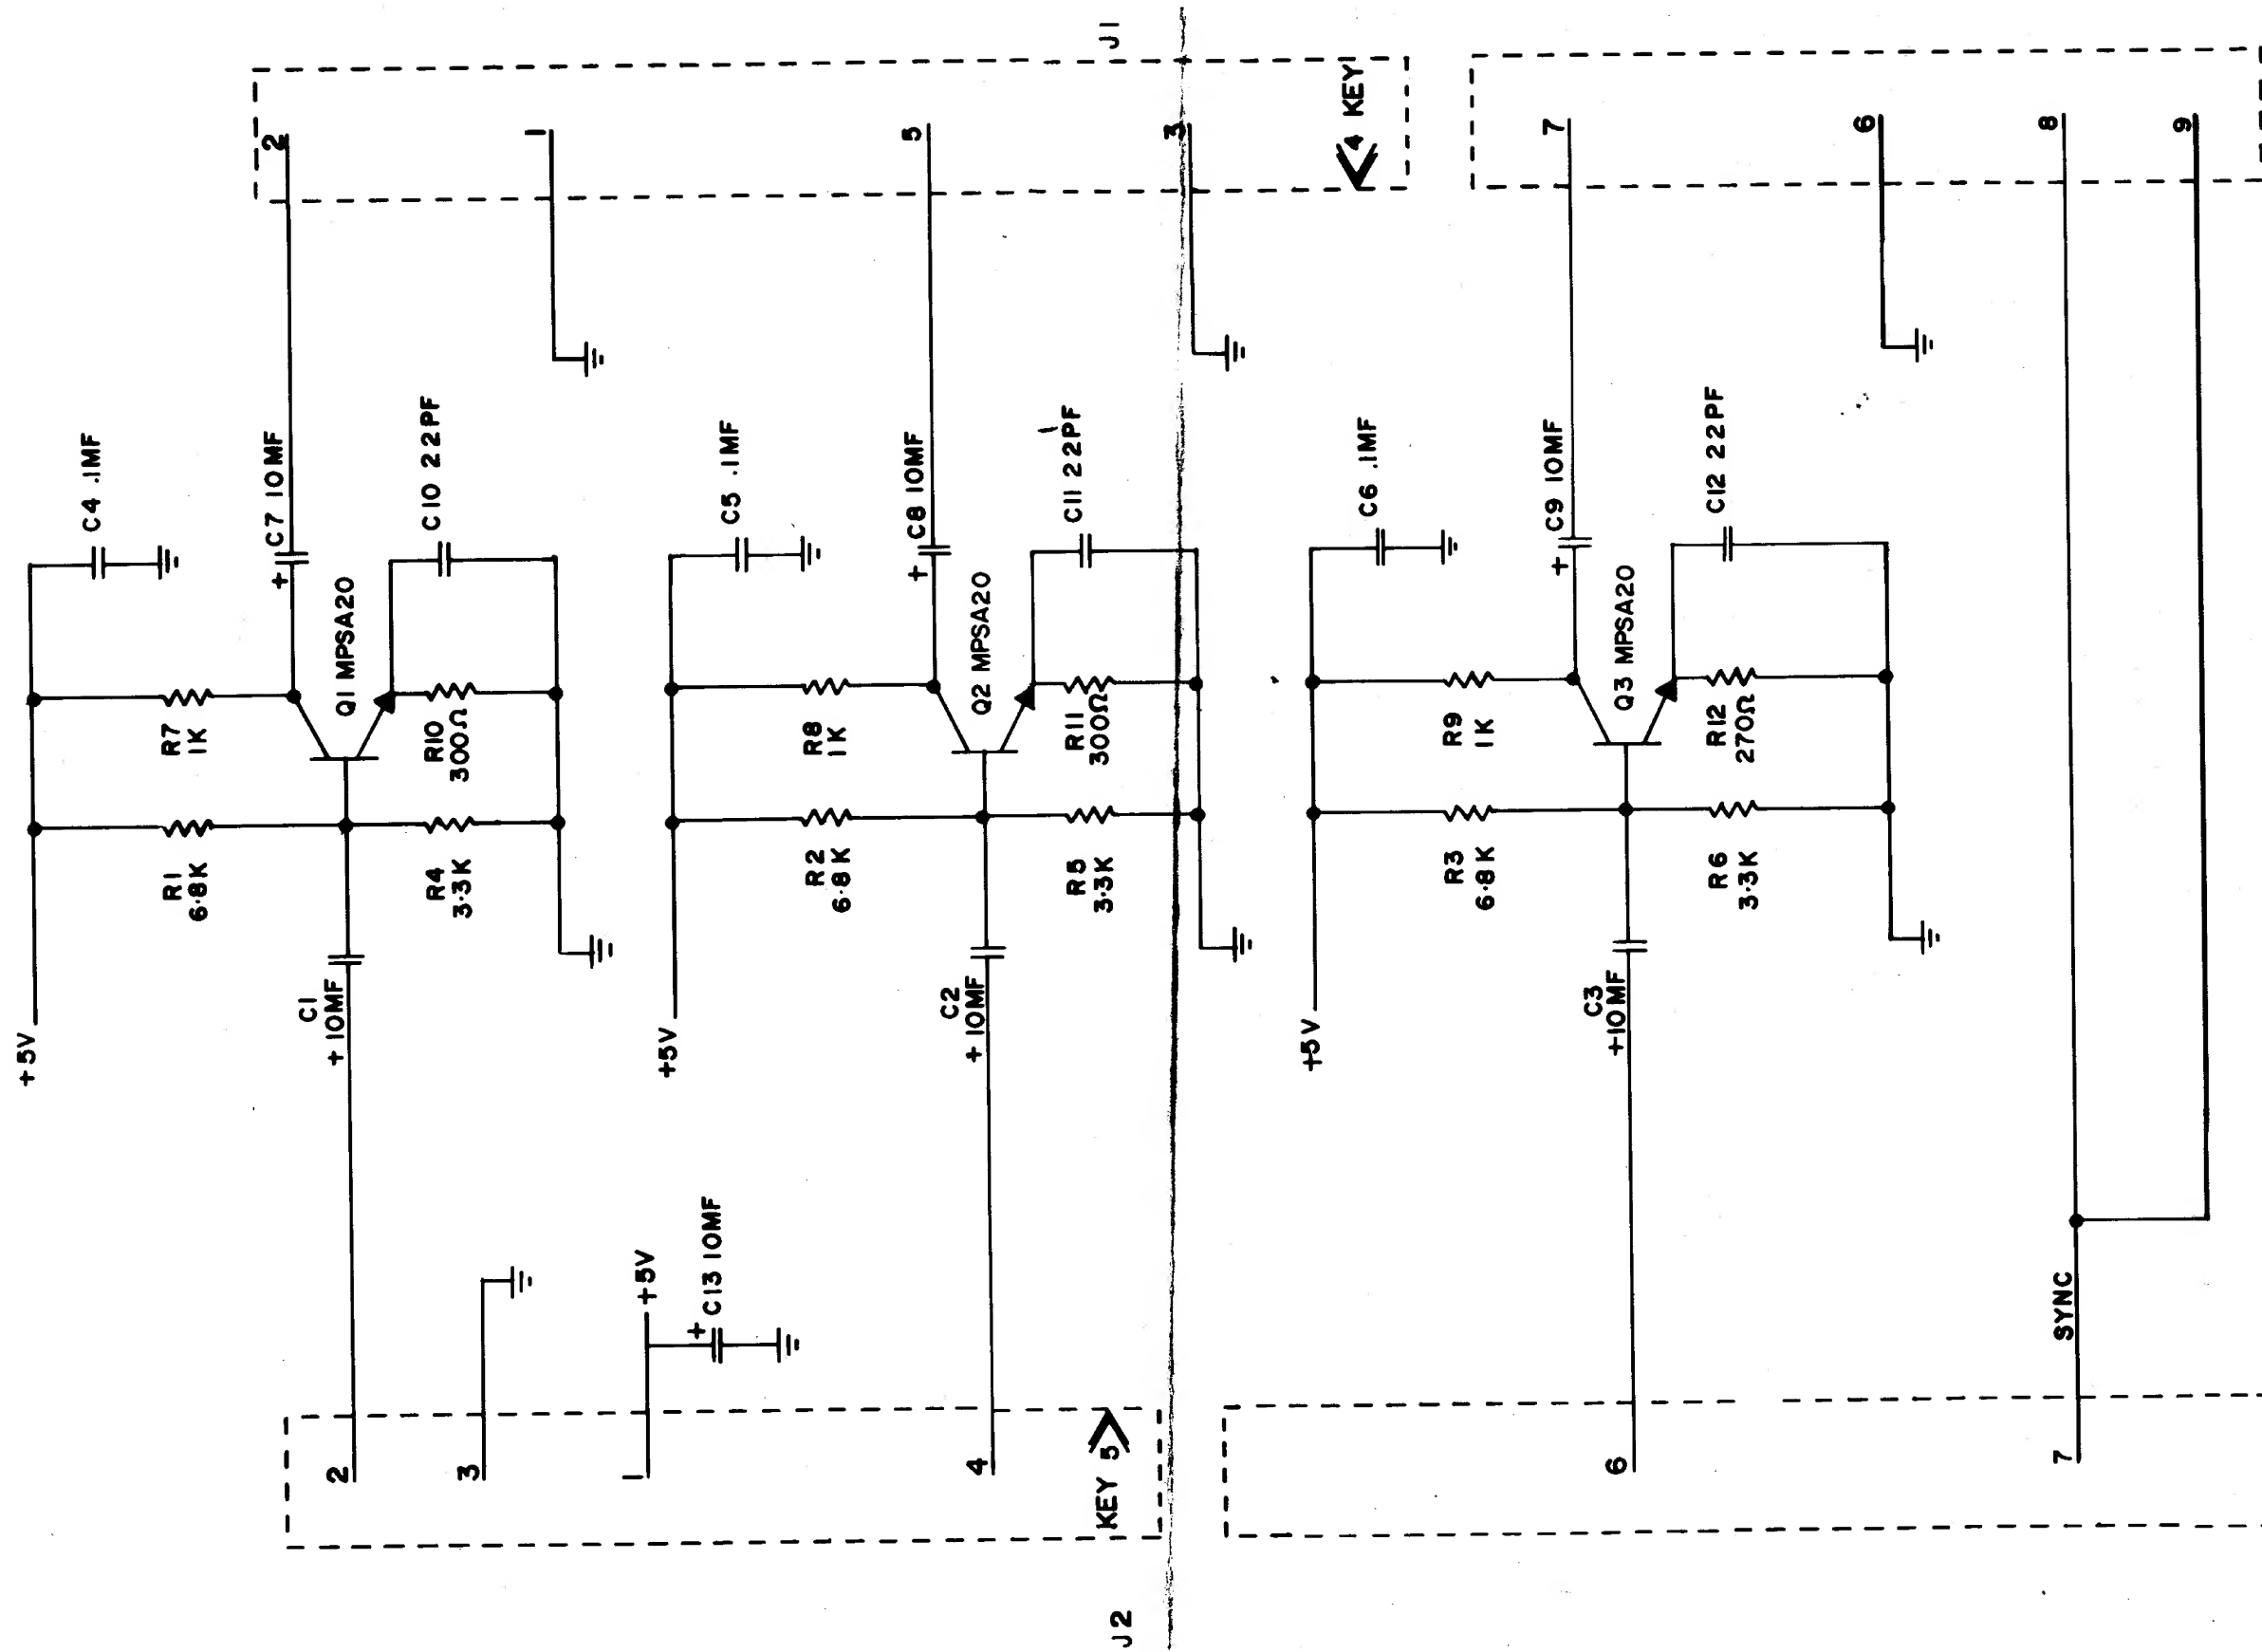 +5V
C4 .1MF
R1
6.8K
R7
1K
C7 10MF
+
2
C1
+10MF
Q1 MPSA20
2
R4
3.3K
R10
300Ω
C10 22PF
1
3
+5V
1
+
C13 10MF
+5V
C5 .1MF
R2
6.8K
R8
1K
C8 10MF
+
5
C2
+10MF
Q2 MPSA20
4
R5
3.3K
R11
300Ω
C11 22PF
3
KEY 5
J2
J1
4 KEY
+5V
C6 .1MF
R3
6.8K
R9
1K
C9 10MF
+
7
C3
+10MF
Q3 MPSA20
6
R6
3.3K
R12
270Ω
C12 22PF
6
7
SYNC
8
9